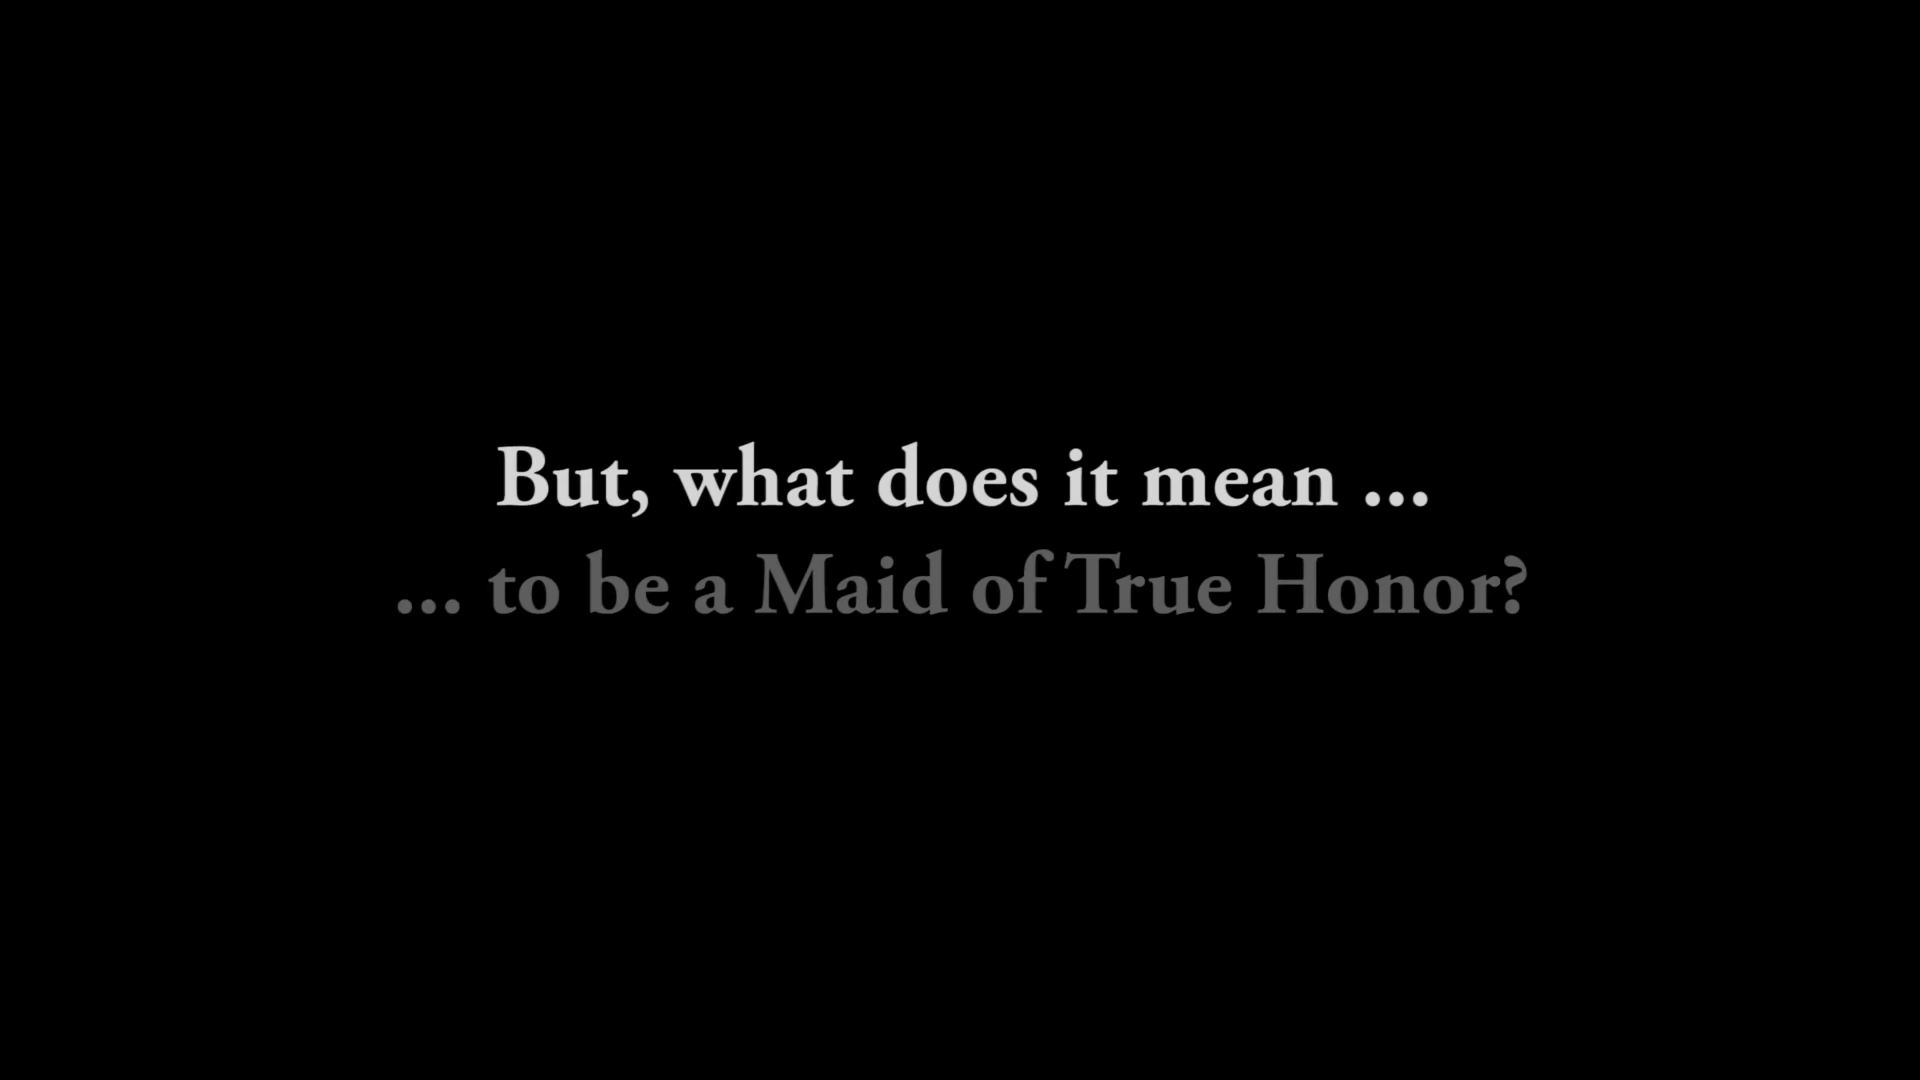 But, what does it mean ...
... to be a Maid of True Honor?